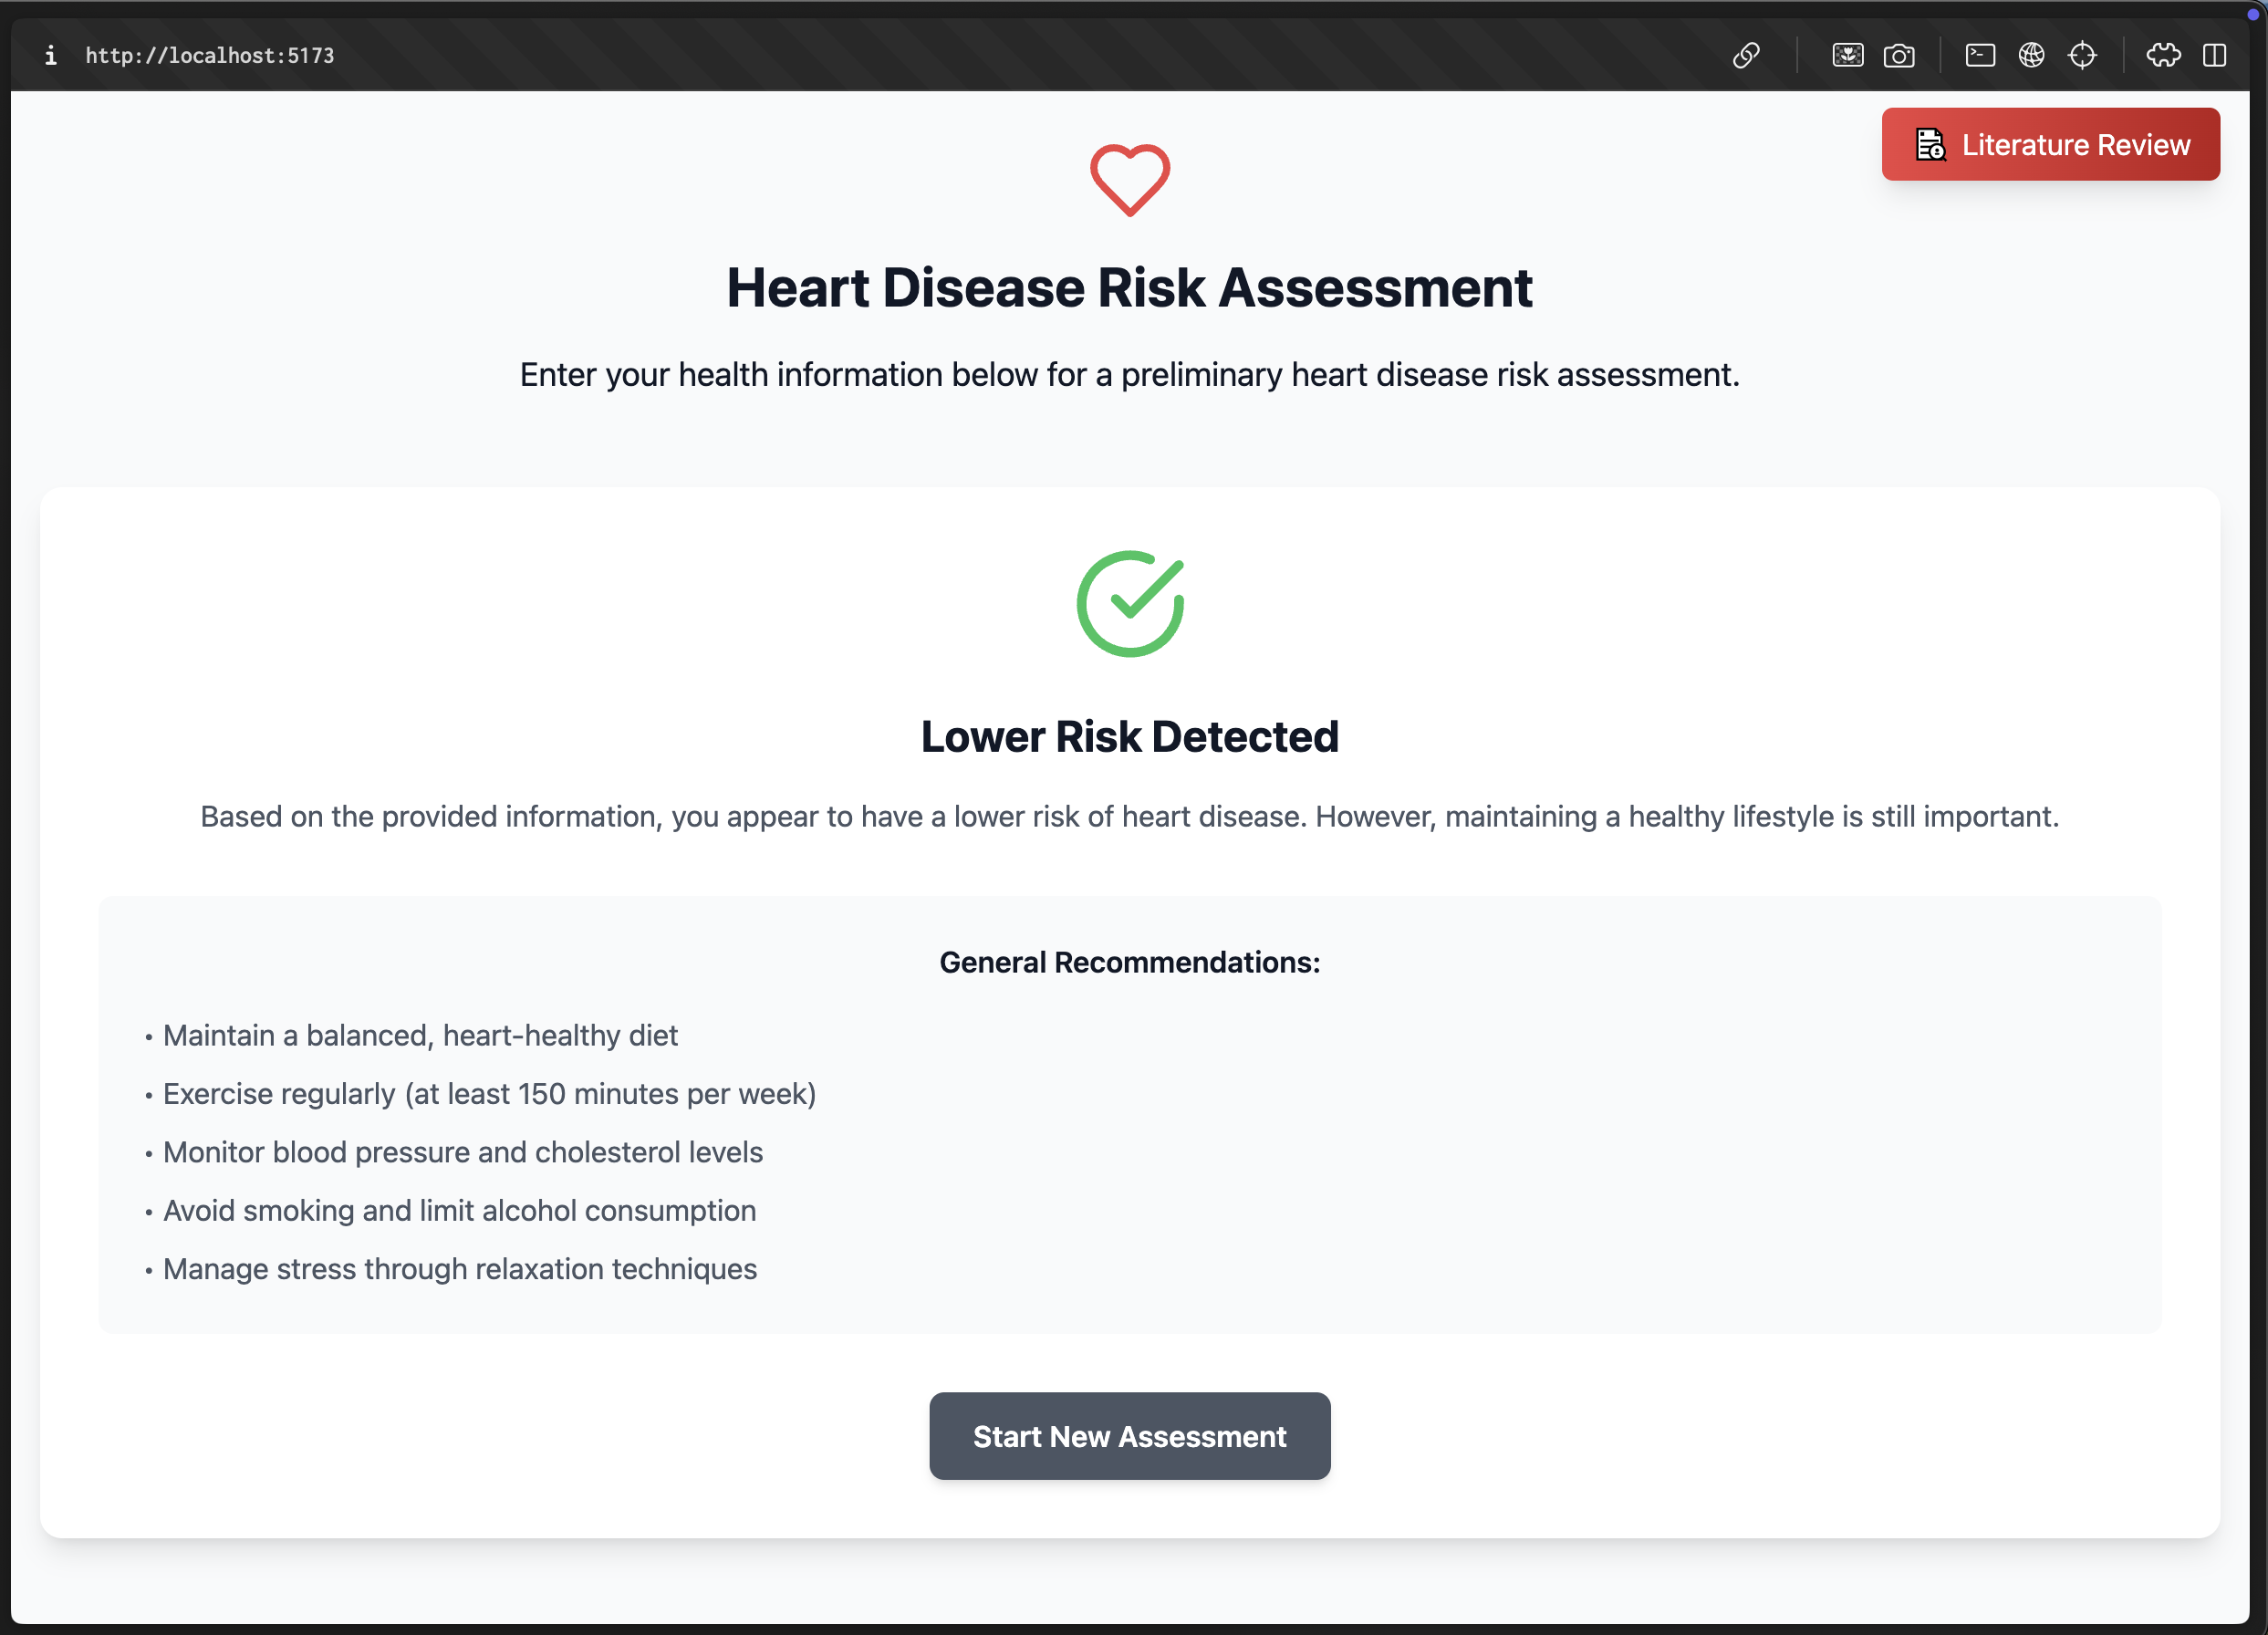 http://localhost:5173
Literature Review
Heart Disease Risk Assessment
Enter your health information below for a preliminary heart disease risk assessment.
Lower Risk Detected
Based on the provided information, you appear to have a lower risk of heart disease. However, maintaining a healthy lifestyle is still important.
General Recommendations:
• Maintain a balanced, heart-healthy diet
• Exercise regularly (at least 150 minutes per week)
• Monitor blood pressure and cholesterol levels
• Avoid smoking and limit alcohol consumption
• Manage stress through relaxation techniques
Start New Assessment